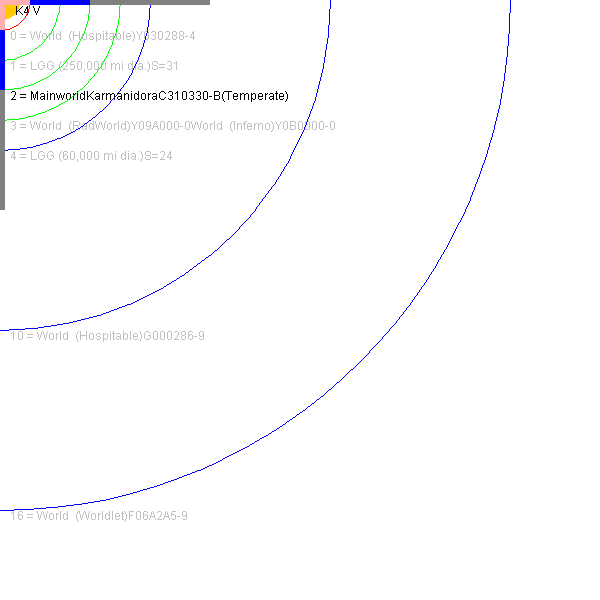 K4 V
0 = World (Hospitable)Y030288-4
1 = LGG (250,000 mi dia.)S=31
2 = MainworldKarmanidoraC310330-B(Temperate)
3 = World (RadWorld)Y09A000-0World (Inferno)Y0B0000-0
4 = LGG (60,000 mi dia.)S=24
10 = World (Hospitable)G000286-9
16 = World (Worldlet)F06A2A5-9